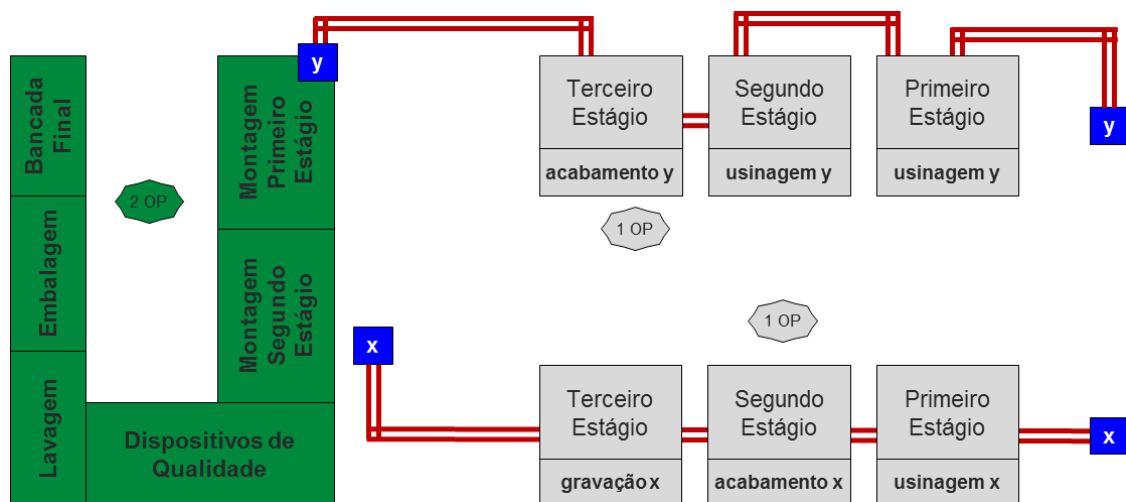 y
Terceiro
Estágio
acabamento y
Segundo
Estágio
usinagem y
Primeiro
Estágio
usinagem y
y
Bancada
Final
Embalagem
Lavagem
2 OP
Montagem
Primeiro
Estágio
Montagem
Segundo
Estágio
Dispositivos de
Qualidade
1 OP
1 OP
x
Terceiro
Estágio
gravação x
Segundo
Estágio
acabamento x
Primeiro
Estágio
usinagem x
x